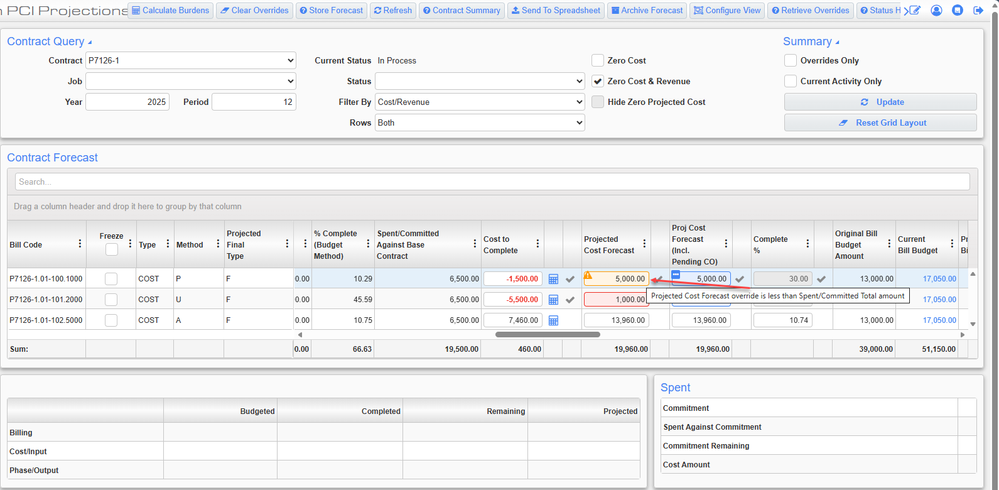 n PCI Projections
Calculate Burdens
Clear Overrides
Store Forecast
Refresh
Contract Summary
Send To Spreadsheet
Archive Forecast
Configure View
Retrieve Overrides
Status H
Contract Query
Summary
Contract P7126-1
Current Status In Process
Zero Cost
Overrides Only
Job
Status
Zero Cost & Revenue
Current Activity Only
Year 2025 Period 12
Filter By Cost/Revenue
Hide Zero Projected Cost
Update
Rows Both
Reset Grid Layout
Contract Forecast
Search...
Drag a column header and drop it here to group by that column
Bill Code
Freeze
Type
Method
Projected
Final
Type
% Complete
(Budget
Method)
Spent/Committed
Against Base
Contract
Cost to
Complete
Projected
Cost Forecast
Proj Cost
Forecast
(Incl.
Pending CO)
Complete
%
Original Bill
Budget
Amount
Current
Bill Budget
Pr
Bi
P7126-1.01-100.1000 COST P F 0.00 10.29 6,500.00 -1,500.00 5,000.00 5,000.00 30.00 13,000.00 17,050.00
P7126-1.01-101.2000 COST U F 0.00 45.59 6,500.00 -5,500.00 1,000.00 17,050.00
Projected Cost Forecast override is less than Spent/Committed Total amount
P7126-1.01-102.5000 COST A F 0.00 10.75 6,500.00 7,460.00 13,960.00 13,960.00 10.74 13,000.00 17,050.00
Sum: 0.00 66.63 19,500.00 460.00 19,960.00 19,960.00 39,000.00 51,150.00
Budgeted Completed Remaining Projected
Billing
Cost/Input
Phase/Output
Spent
Commitment
Spent Against Commitment
Commitment Remaining
Cost Amount